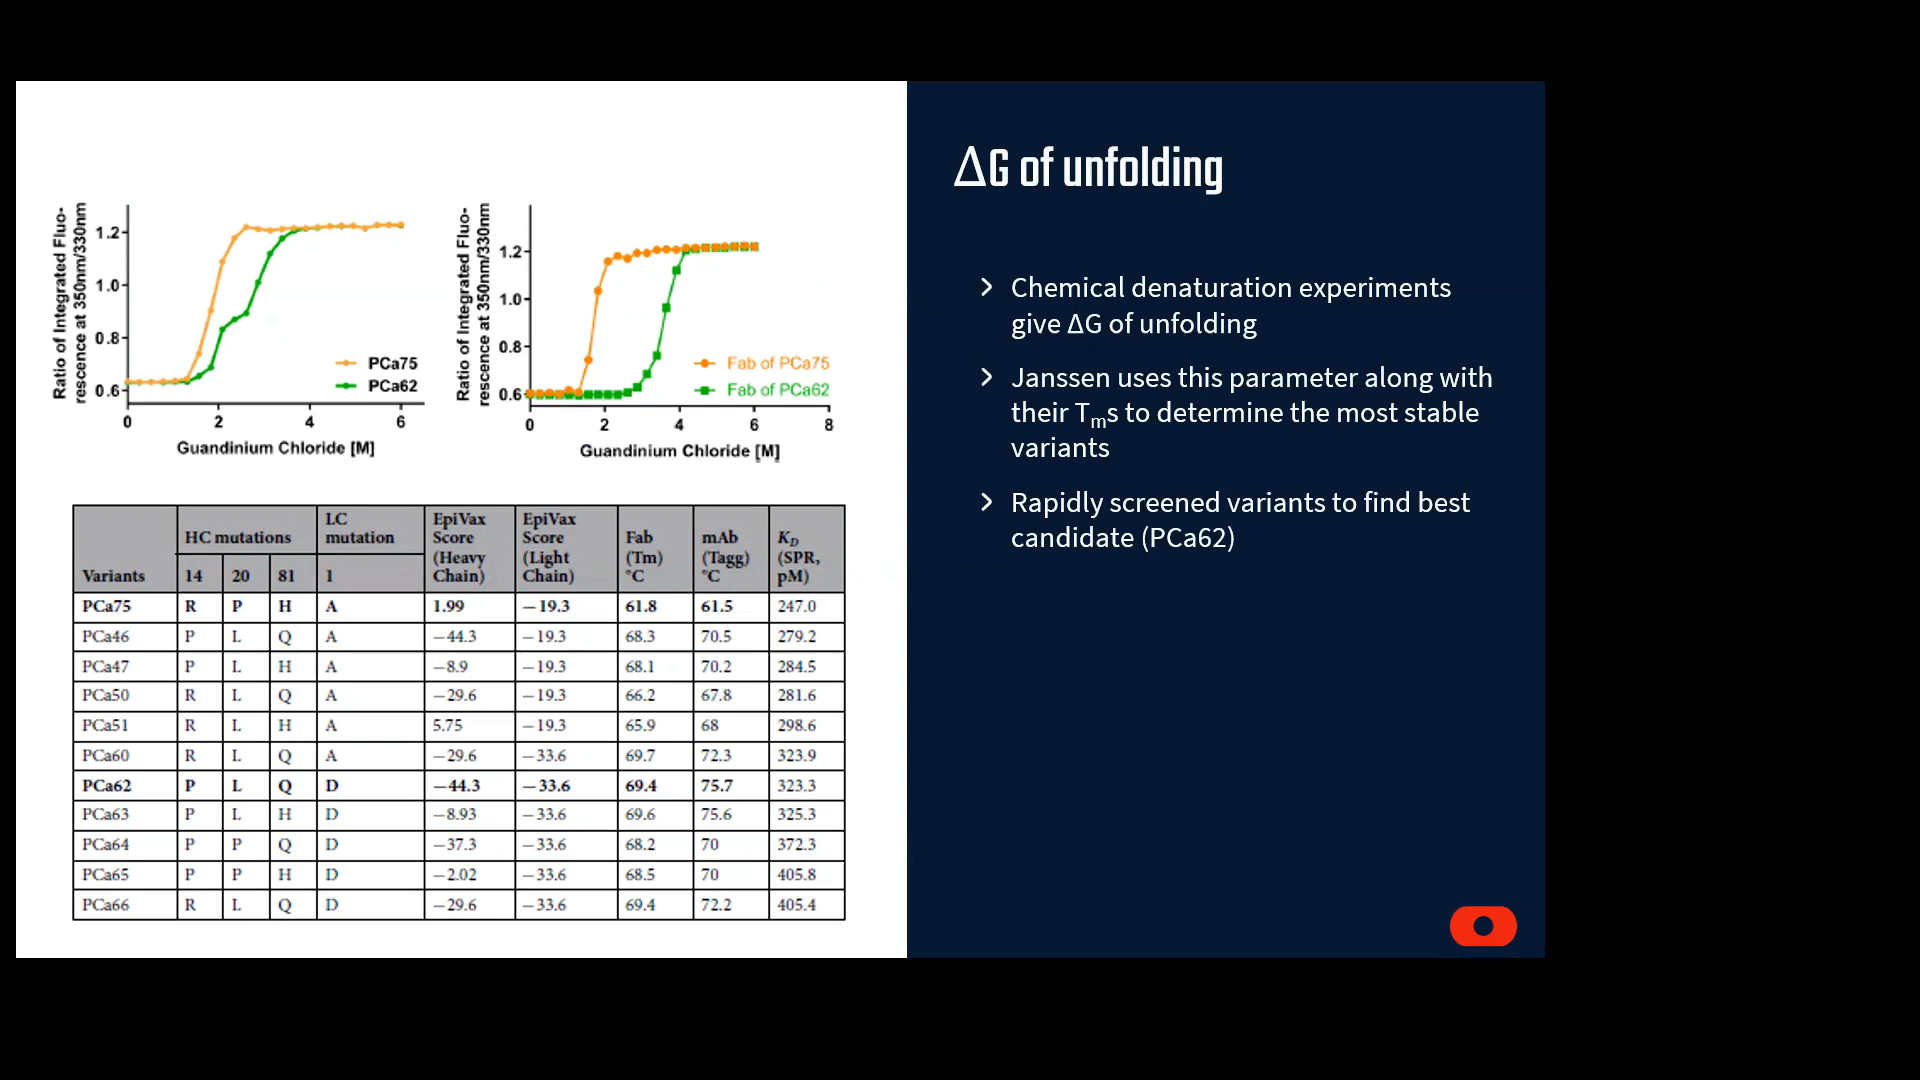 ΔG of unfolding
Chemical denaturation experiments
give ΔG of unfolding
Janssen uses this parameter along with
their Tms to determine the most stable
variants
Rapidly screened variants to find best
candidate (PCa62)
Ratio of Integrated Fluo-
rescence at 350nm/330nm
1.2
1.0
0.8
0.6
0 2 4 6
Guandinium Chloride [M]
PCa75
PCa62
Ratio of Integrated Fluo-
rescence at 350nm/330nm
1.2
1.0
0.8
0.6
0 2 4 6 8
Guandinium Chloride [M]
Fab of PCa75
Fab of PCa62
Variants HC mutations LC mutation EpiVax Score (Heavy Chain) EpiVax Score (Light Chain) Fab (Tm) °C mAb (Tagg) °C KD (SPR, pM)
14 20 81 1
PCa75 R P H A 1.99 −19.3 61.8 61.5 247.0
PCa46 P L Q A −44.3 −19.3 68.3 70.5 279.2
PCa47 P L H A −8.9 −19.3 68.1 70.2 284.5
PCa50 R L Q A −29.6 −19.3 66.2 67.8 281.6
PCa51 R L H A 5.75 −19.3 65.9 68 298.6
PCa60 R L Q A −29.6 −33.6 69.7 72.3 323.9
PCa62 P L Q D −44.3 −33.6 69.4 75.7 323.3
PCa63 P L H D −8.93 −33.6 69.6 75.6 325.3
PCa64 P P Q D −37.3 −33.6 68.2 70 372.3
PCa65 P P H D −2.02 −33.6 68.5 70 405.8
PCa66 R L Q D −29.6 −33.6 69.4 72.2 405.4